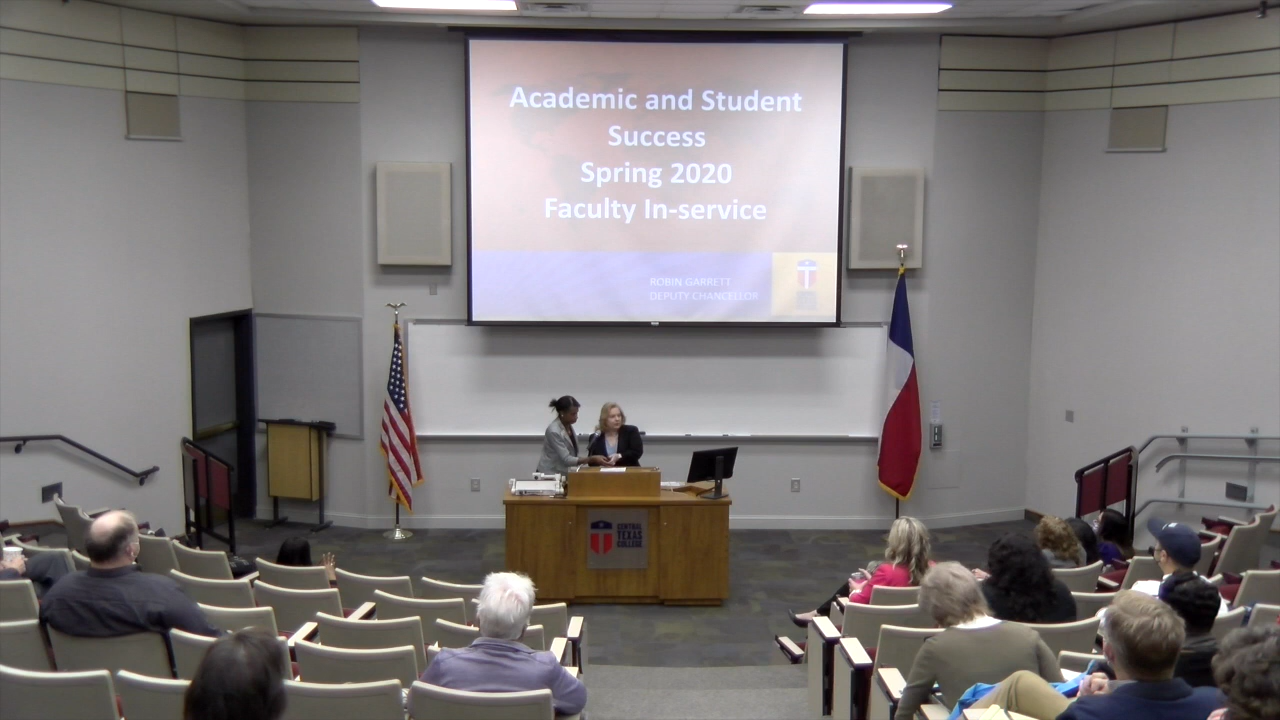 Academic and Student
Success
Spring 2020
Faculty In-service
ROBIN GARRETT
DEPUTY CHANCELLOR
CENTRAL
TEXAS
COLLEGE